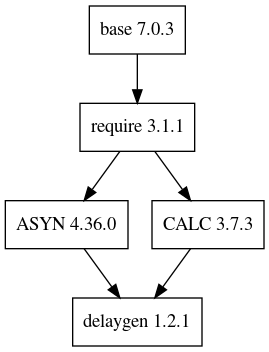 base 7.0.3
require 3.1.1
ASYN 4.36.0
CALC 3.7.3
delaygen 1.2.1